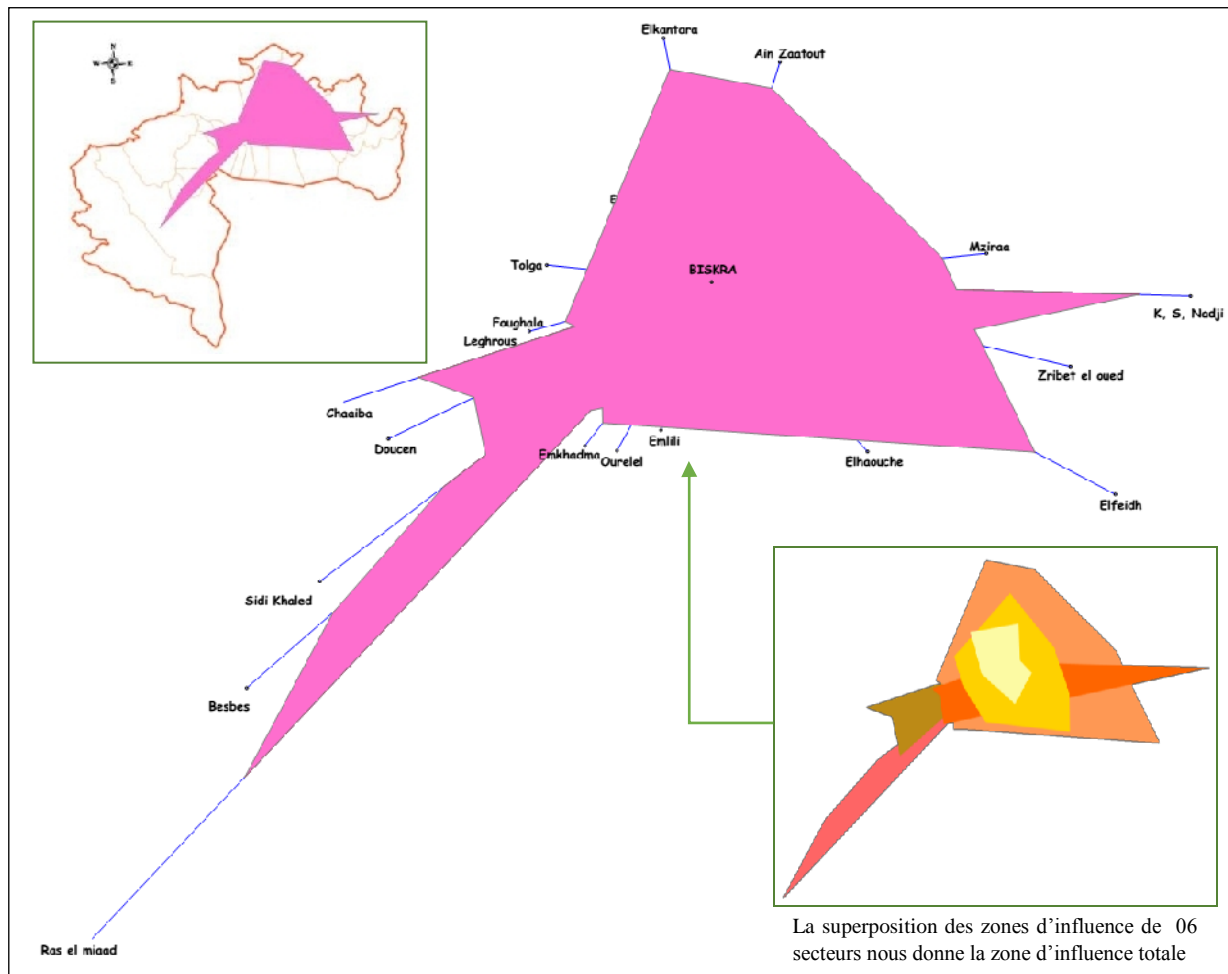 N
W E
S
Elkantara
Ain Zaatout
Tolga
BISKRA
Mziraa
K, S, Nadji
Foughala
Leghrous
Zribet el oued
Chaaiba
Doucen
Emkhadma
Ourelel
Emlili
Elhaouche
Elfeidh
Sidi Khaled
Besbes
Ras el miaad
La superposition des zones d’influence de 06
secteurs nous donne la zone d’influence totale